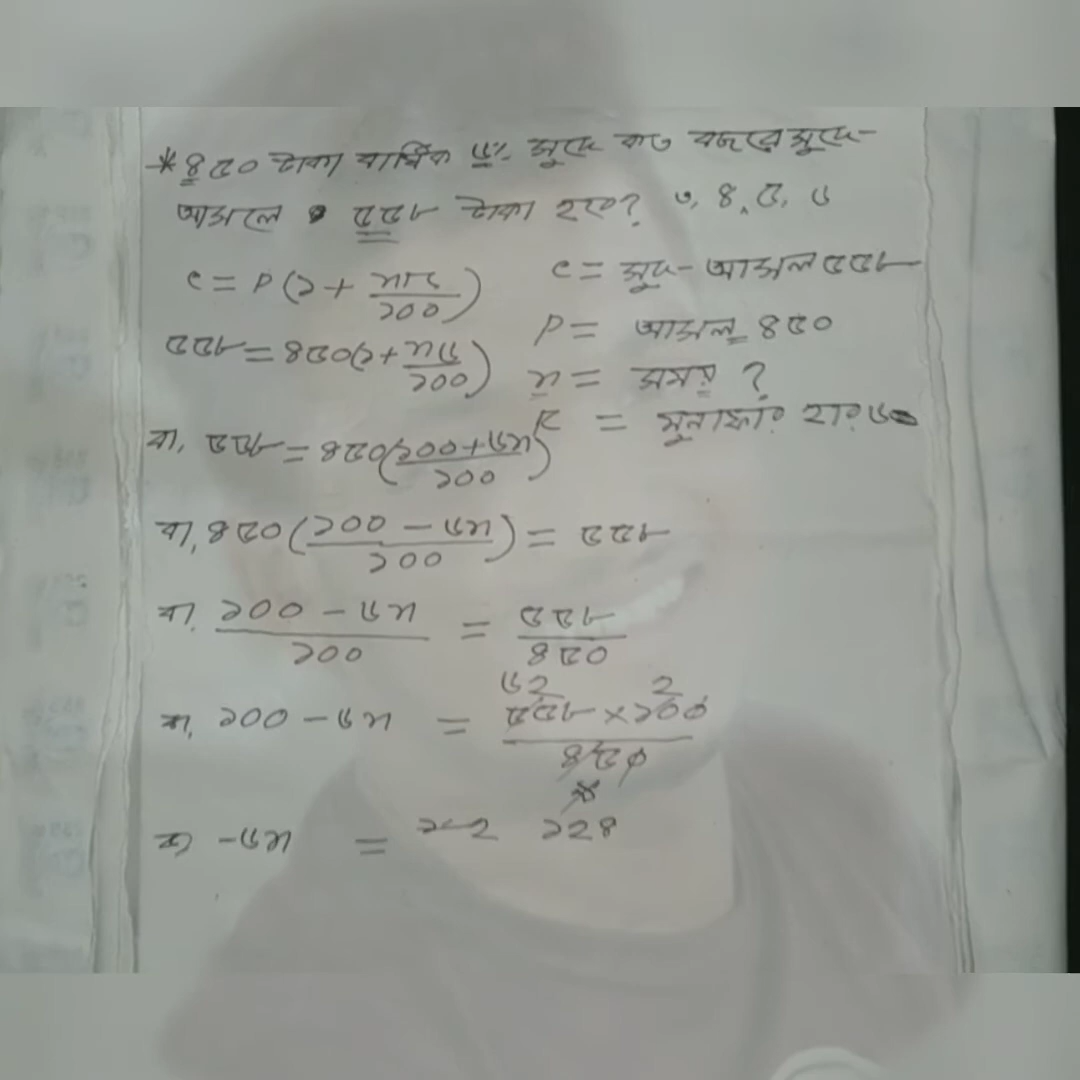 * ৪৫০ টাকা বার্ষিক ৬% সুদে কত বছরে সুদে-
আসলে ৫৫৮ টাকা হবে? ৩, ৪, ৫, ৬
c = P(১ + rn/১০০) c = সুদ-আসল ৫৫৮
৫৫৮ = ৪৫০(১ + ৬n/১০০) P = আসল = ৪৫০
n = সময় = ?
r = মুনাফার হার = ৬
বা, ৫৫৮ = ৪৫০(১০০+৬n/১০০)
বা, ৪৫০(১০০ - ৬n/১০০) = ৫৫৮
বা, ১০০ - ৬n/১০০ = ৫৫৮/৪৫০
বা, ১০০ - ৬n = ৫৫৮×১০০/৪৫০
বা - ৬n = ১২৪